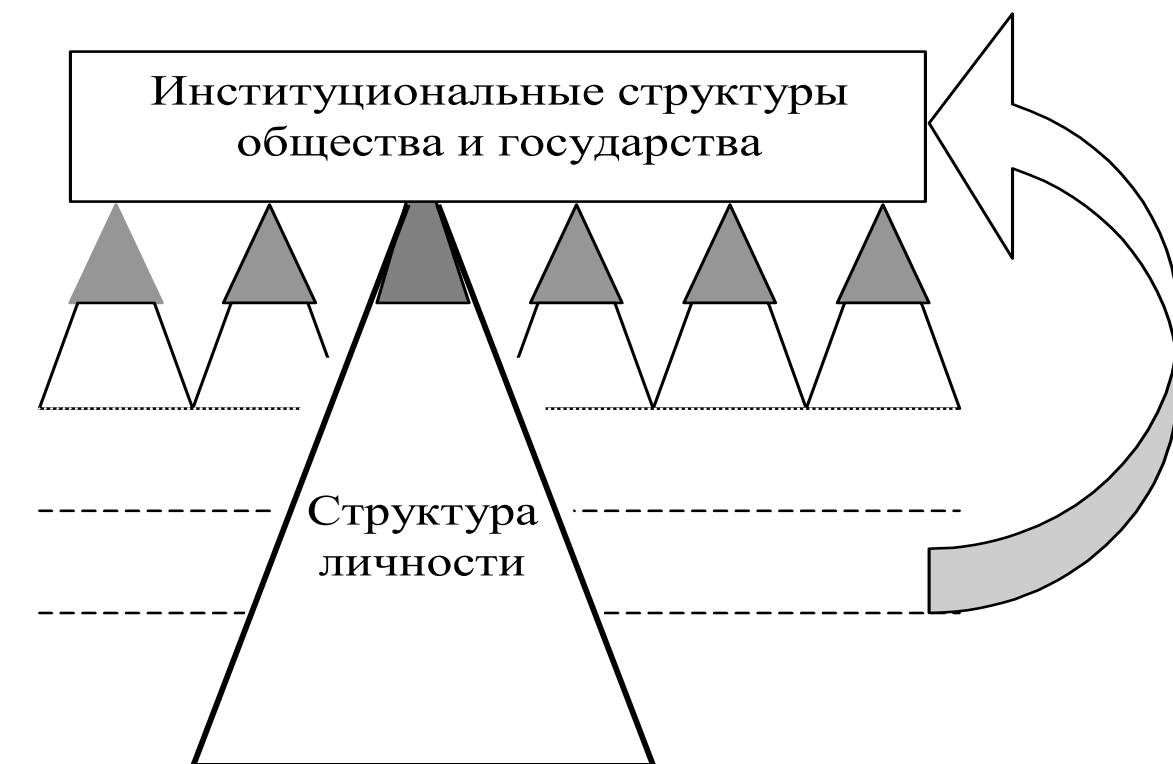 Институциональные структуры
общества и государства
Структура
личности